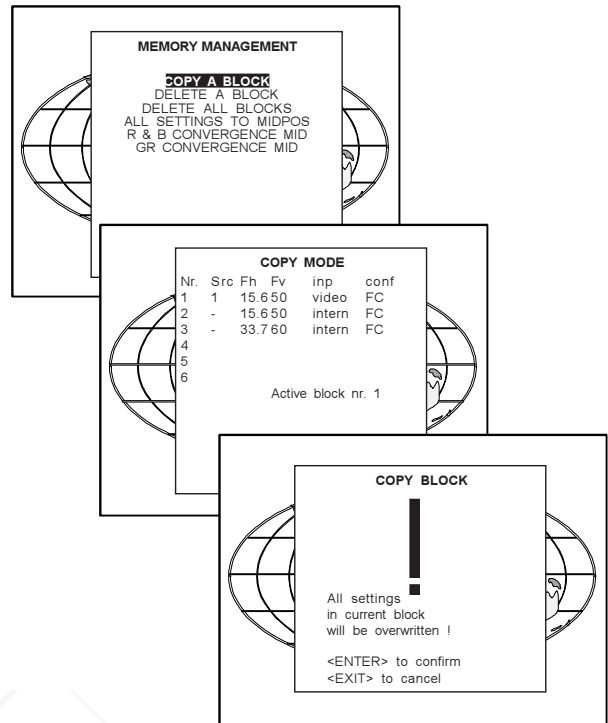 MEMORY MANAGEMENT
COPY A BLOCK
DELETE A BLOCK
DELETE ALL BLOCKS
ALL SETTINGS TO MIDPOS
R & B CONVERGENCE MID
GR CONVERGENCE MID
COPY MODE
Nr. Src Fh Fv inp conf
1 1 15.6 50 video FC
2 - 15.6 50 intern FC
3 - 33.7 60 intern FC
4
5
6
Active block nr. 1
COPY BLOCK
!
All settings
in current block
will be overwritten !
<ENTER> to confirm
<EXIT> to cancel